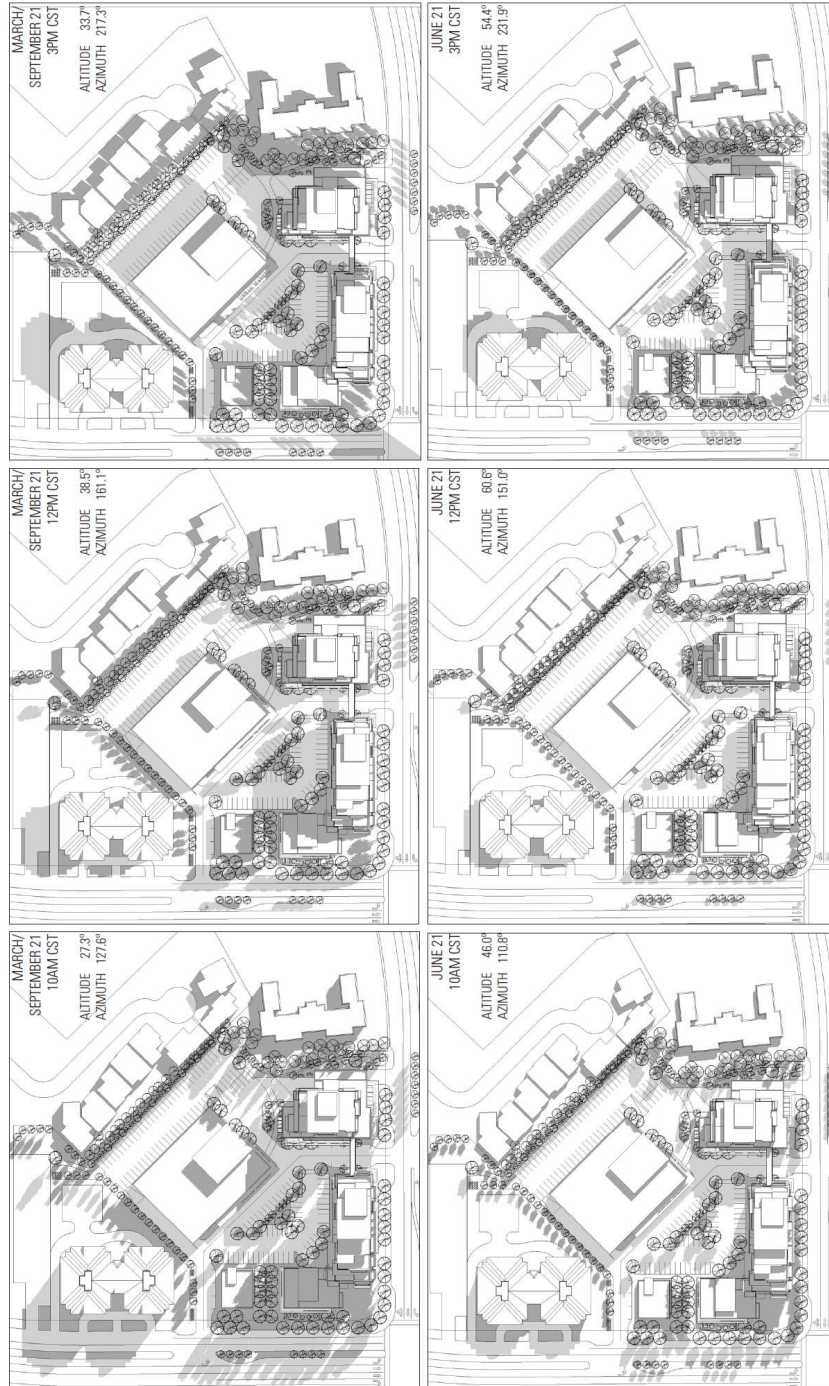 MARCH/
SEPTEMBER 21
3PM CST
ALTITUDE 33.7°
AZIMUTH 217.3°
JUNE 21
3PM CST
ALTITUDE 54.4°
AZIMUTH 231.9°
MARCH/
SEPTEMBER 21
12PM CST
ALTITUDE 38.5°
AZIMUTH 161.1°
JUNE 21
12PM CST
ALTITUDE 60.6°
AZIMUTH 151.0°
MARCH/
SEPTEMBER 21
10AM CST
ALTITUDE 27.3°
AZIMUTH 127.6°
JUNE 21
10AM CST
ALTITUDE 46.0°
AZIMUTH 110.8°